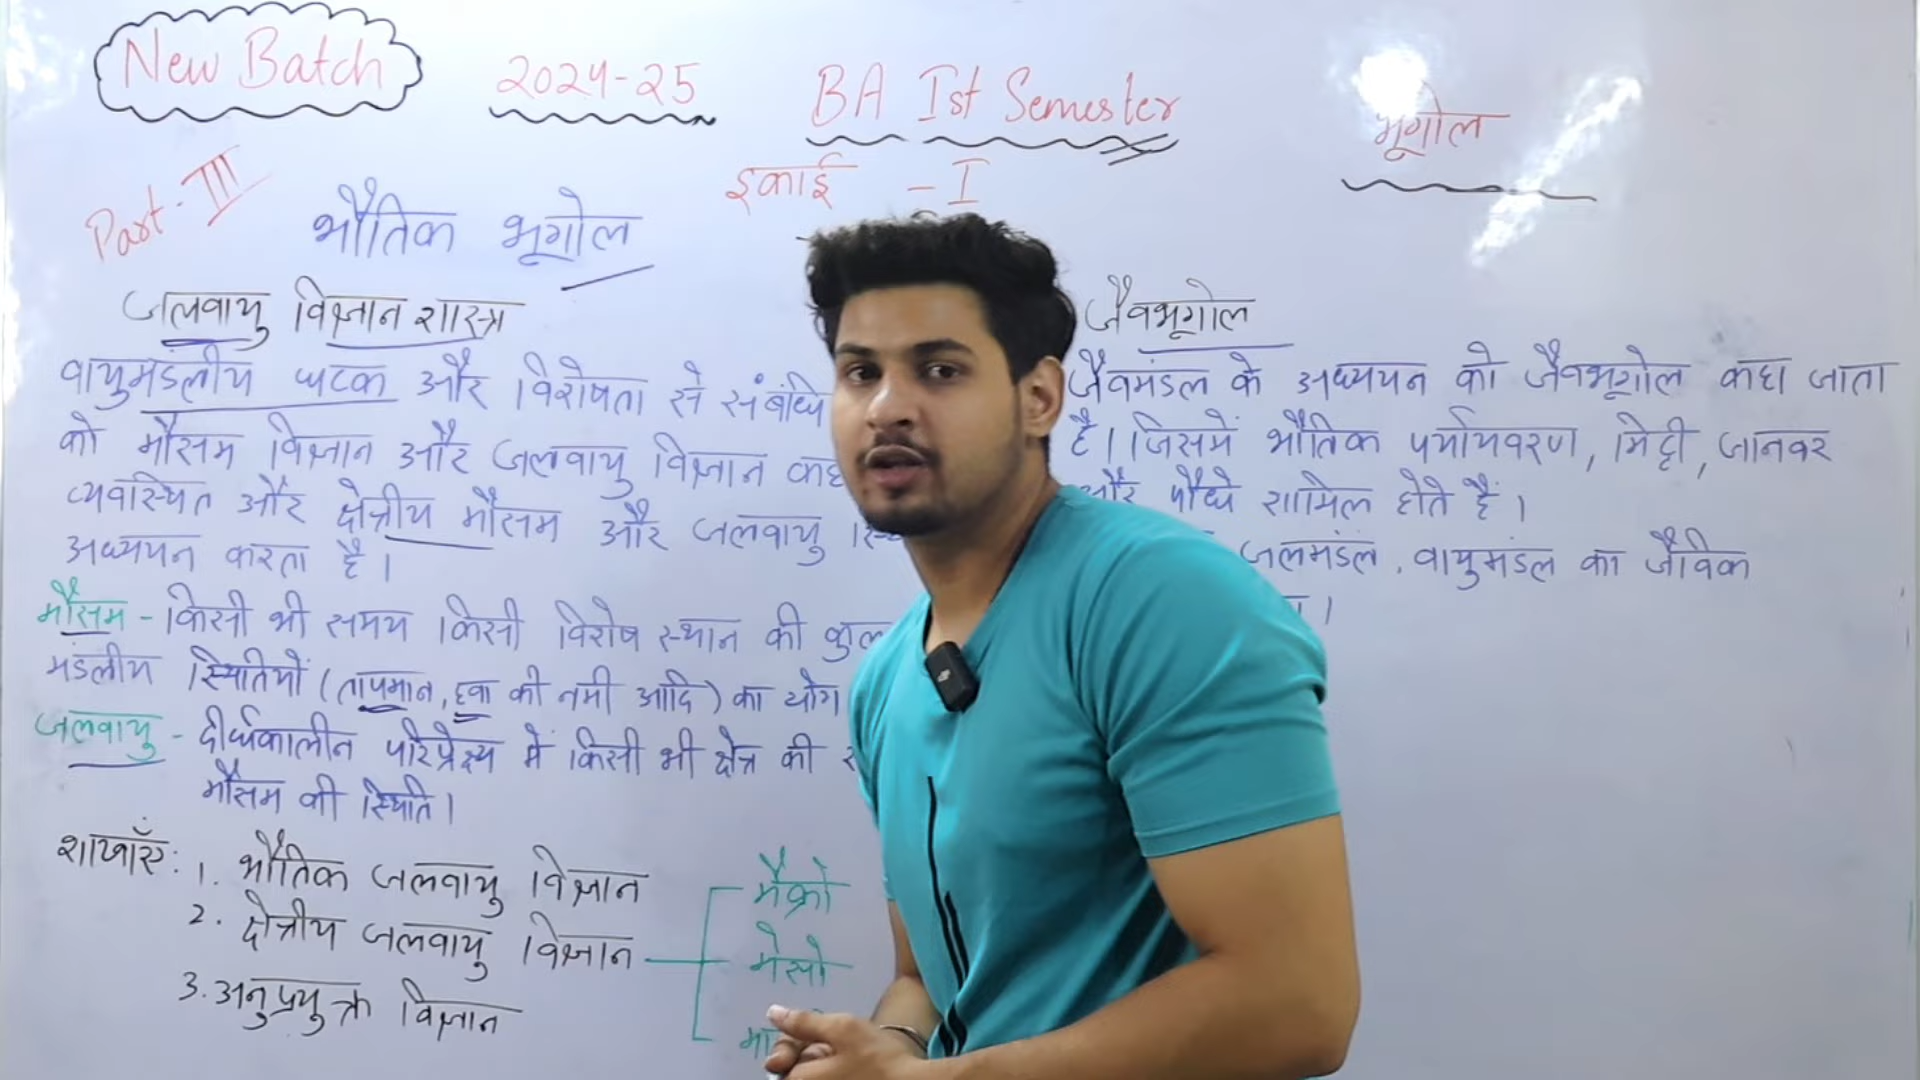 New Batch
2024-25
BA Ist Semester
भूगोल
Part-III
इकाई - I
भौतिक भूगोल
जलवायु विज्ञान शास्त्र
वायुमंडलीय घटक और विशेषता से संबंधि
को मौसम विज्ञान और जलवायु विज्ञान कह
व्यवस्थित और क्षेत्रीय मौसम और जलवायु
अध्ययन करता है।
मौसम - किसी भी समय किसी विशेष स्थान की कुल
मंडलीय स्थितियों (तापमान, हवा की नमी आदि) का योग
जलवायु - दीर्घकालीन परिप्रेक्ष्य में किसी भी क्षेत्र की
मौसम की स्थिति।
शाखाएँ: 1. भौतिक जलवायु विज्ञान
2. क्षेत्रीय जलवायु विज्ञान
3. अनुप्रयुक्त विज्ञान
मैक्रो
मेसो
मा
जैवभूगोल
जैवमंडल के अध्ययन को जैवभूगोल कहा जाता
है। जिसमें भौतिक पर्यायवरण, मिट्टी, जानवर
और पौधे शामिल होते हैं।
जलमंडल, वायुमंडल का जैविक